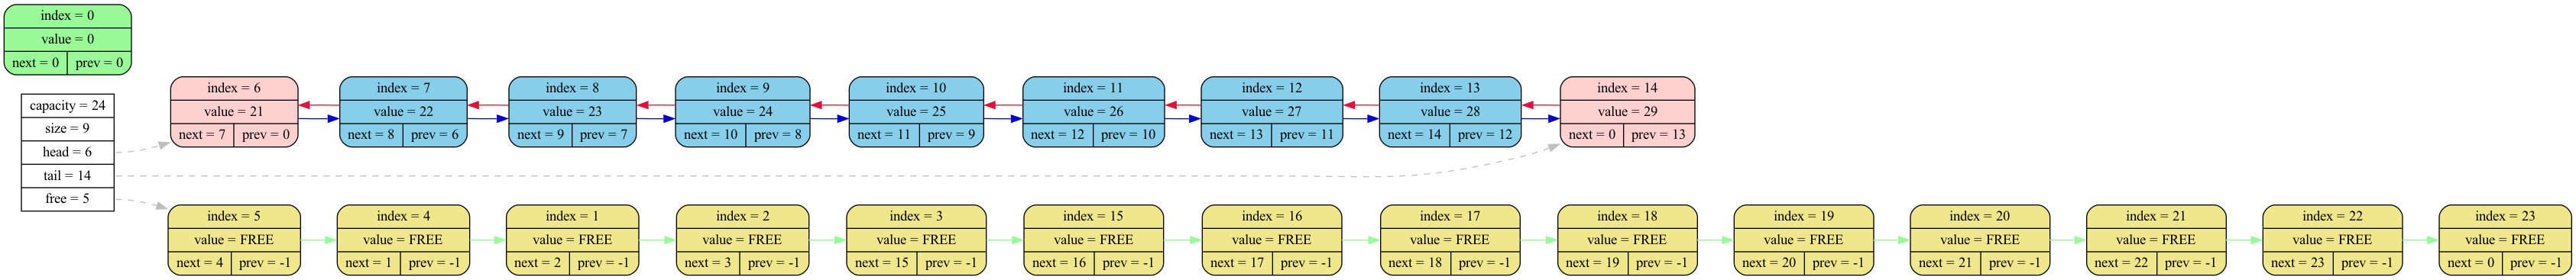 index = 0
value = 0
next = 0 prev = 0
capacity = 24
size = 9
head = 6
tail = 14
free = 5
index = 6
value = 21
next = 7 prev = 0
index = 7
value = 22
next = 8 prev = 6
index = 8
value = 23
next = 9 prev = 7
index = 9
value = 24
next = 10 prev = 8
index = 10
value = 25
next = 11 prev = 9
index = 11
value = 26
next = 12 prev = 10
index = 12
value = 27
next = 13 prev = 11
index = 13
value = 28
next = 14 prev = 12
index = 14
value = 29
next = 0 prev = 13
index = 5
value = FREE
next = 4 prev = -1
index = 4
value = FREE
next = 1 prev = -1
index = 1
value = FREE
next = 2 prev = -1
index = 2
value = FREE
next = 3 prev = -1
index = 3
value = FREE
next = 15 prev = -1
index = 15
value = FREE
next = 16 prev = -1
index = 16
value = FREE
next = 17 prev = -1
index = 17
value = FREE
next = 18 prev = -1
index = 18
value = FREE
next = 19 prev = -1
index = 19
value = FREE
next = 20 prev = -1
index = 20
value = FREE
next = 21 prev = -1
index = 21
value = FREE
next = 22 prev = -1
index = 22
value = FREE
next = 23 prev = -1
index = 23
value = FREE
next = 0 prev = -1